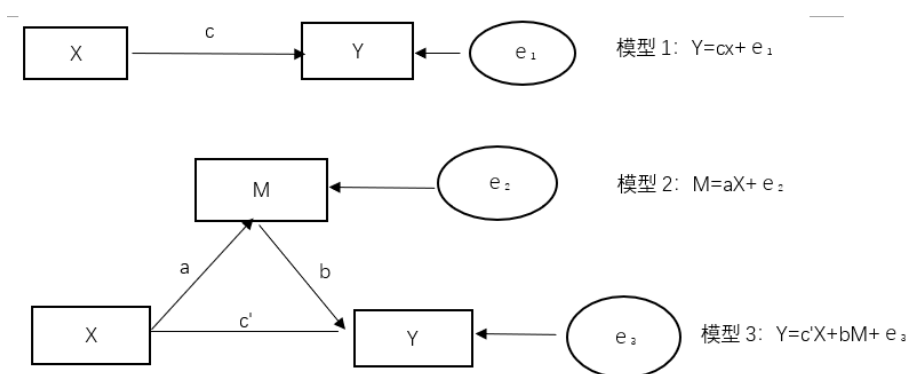 c
X
Y
e₁
模型 1：Y=cx+ e₁
M
e₂
模型 2：M=aX+ e₂
a
b
X
c'
Y
e₃
模型 3：Y=c'X+bM+ e₃